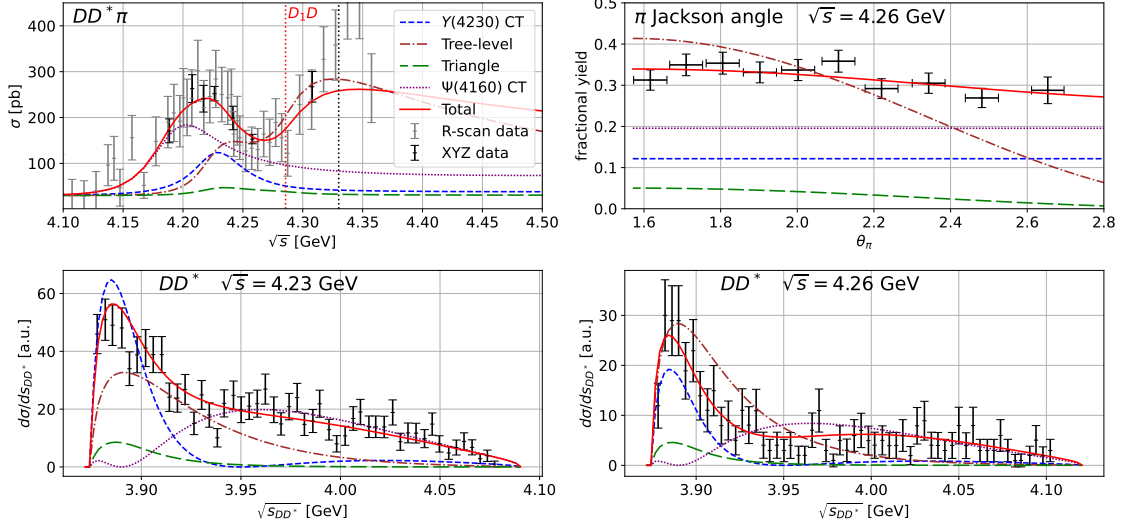 DD*π
D₁D
Y(4230) CT
Tree-level
Triangle
Ψ(4160) CT
Total
R-scan data
XYZ data
σ [pb]
450
400
300
200
100
4.10 4.15 4.20 4.25 4.30 4.35 4.40 4.45 4.50
√s [GeV]
π Jackson angle √s = 4.26 GeV
fractional yield
0.5
0.4
0.3
0.2
0.1
0.0
1.6 1.8 2.0 2.2 2.4 2.6 2.8
θπ
DD* √s = 4.23 GeV
dσ/ds_DD* [a.u.]
60
40
20
0
3.90 3.95 4.00 4.05 4.10
√s_DD* [GeV]
DD* √s = 4.26 GeV
dσ/ds_DD* [a.u.]
30
20
10
0
3.90 3.95 4.00 4.05 4.10
√s_DD* [GeV]